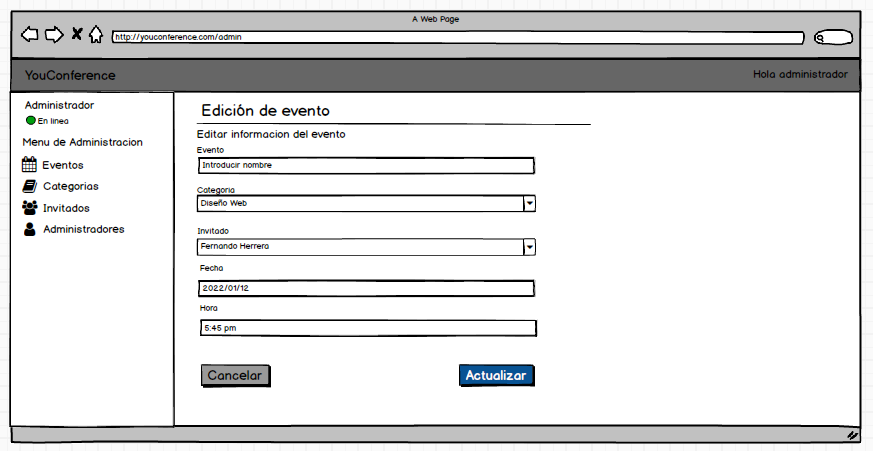 A Web Page
http://youconference.com/admin
YouConference
Hola administrador
Administrador
En linea
Menu de Administracion
Eventos
Categorias
Invitados
Administradores
Edición de evento
Editar informacion del evento
Evento
Introducir nombre
Categoria
Diseño Web
Invitado
Fernando Herrera
Fecha
2022/01/12
Hora
5:45 pm
Cancelar
Actualizar